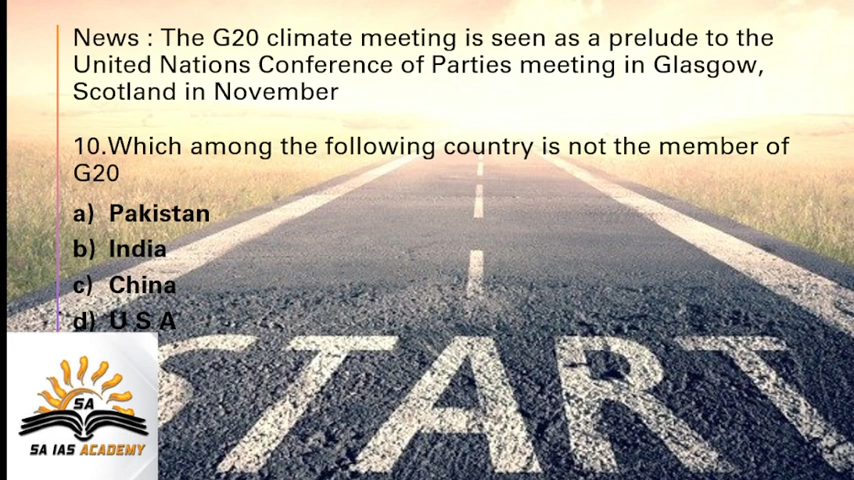 News : The G20 climate meeting is seen as a prelude to the
United Nations Conference of Parties meeting in Glasgow,
Scotland in November
10.Which among the following country is not the member of
G20
a) Pakistan
b) India
c) China
d) U S A
START
SA
SA IAS ACADEMY